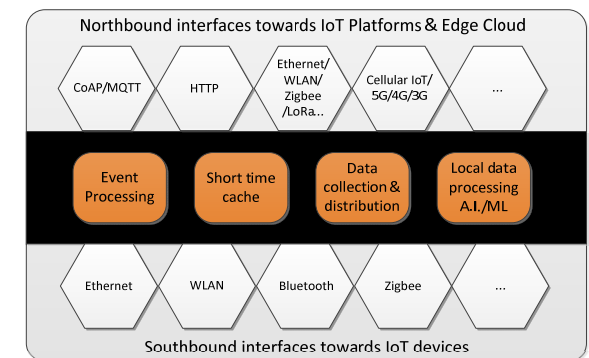 Northbound interfaces towards IoT Platforms & Edge Cloud
CoAP/MQTT
HTTP
Ethernet/
WLAN/
Zigbee
/LoRa...
Cellular IoT/
5G/4G/3G
...
Event
Processing
Short time
cache
Data
collection &
distribution
Local data
processing
A.I./ML
Ethernet
WLAN
Bluetooth
Zigbee
...
Southbound interfaces towards IoT devices